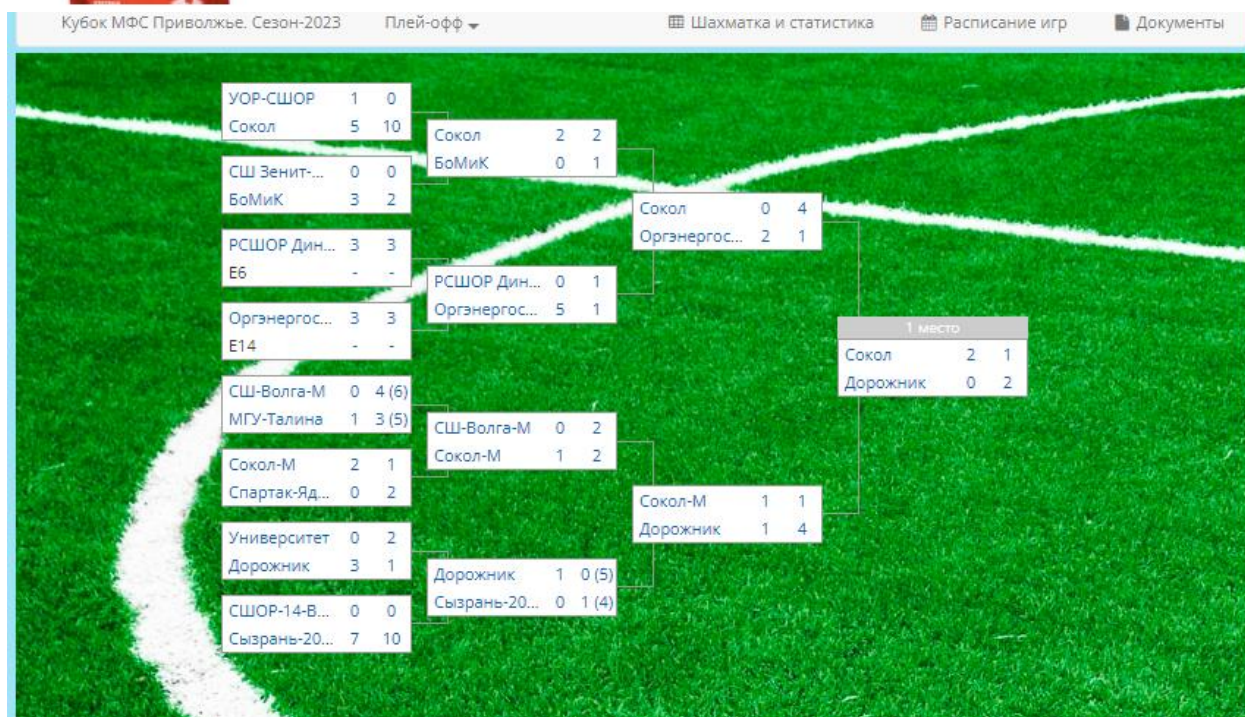 Кубок МФС Приволжье. Сезон-2023 Плей-офф Шахматка и статистика Расписание игр Документы
УОР-СШОР 1 0
Сокол 5 10
СШ Зенит-... 0 0
БоМиК 3 2
РСШОР Дин... 3 3
E6 - -
Оргэнергос... 3 3
E14 - -
СШ-Волга-М 0 4 (6)
МГУ-Талина 1 3 (5)
Сокол-М 2 1
Спартак-Яд... 0 2
Университет 0 2
Дорожник 3 1
СШОР-14-В... 0 0
Сызрань-20... 7 10
Сокол 2 2
БоМиК 0 1
РСШОР Дин... 0 1
Оргэнергос... 5 1
СШ-Волга-М 0 2
Сокол-М 1 2
Дорожник 1 0 (5)
Сызрань-20... 0 1 (4)
Сокол 0 4
Оргэнергос... 2 1
Сокол-М 1 1
Дорожник 1 4
1 место
Сокол 2 1
Дорожник 0 2